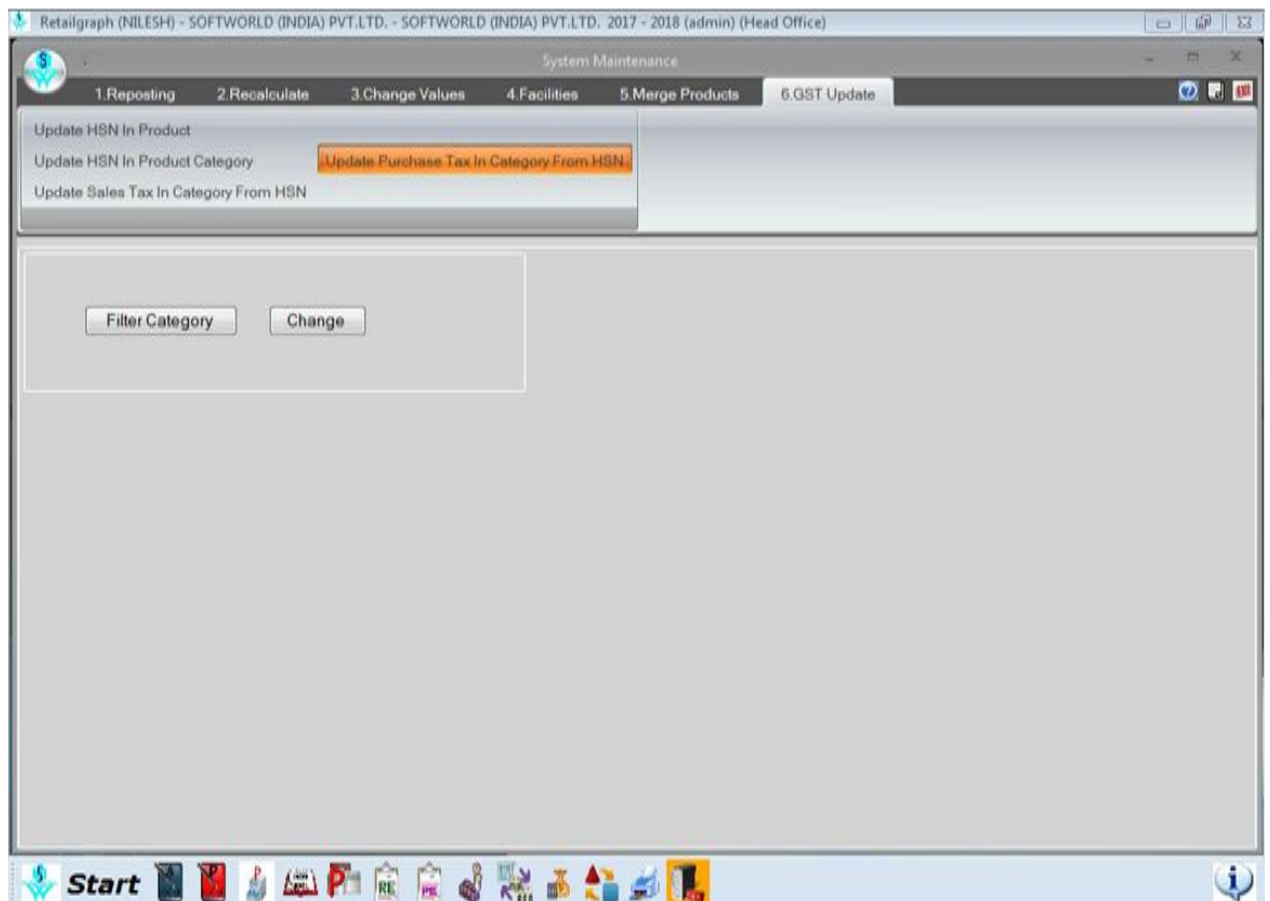 Retailgraph (NILESH) - SOFTWORLD (INDIA) PVT.LTD. - SOFTWORLD (INDIA) PVT.LTD. 2017 - 2018 (admin) (Head Office)
System Maintenance
1.Reposting 2.Recalculate 3.Change Values 4.Facilities 5.Merge Products 6.GST Update
Update HSN In Product
Update HSN In Product Category Update Purchase Tax In Category From HSN
Update Sales Tax In Category From HSN
Filter Category Change
Start P P RE PE